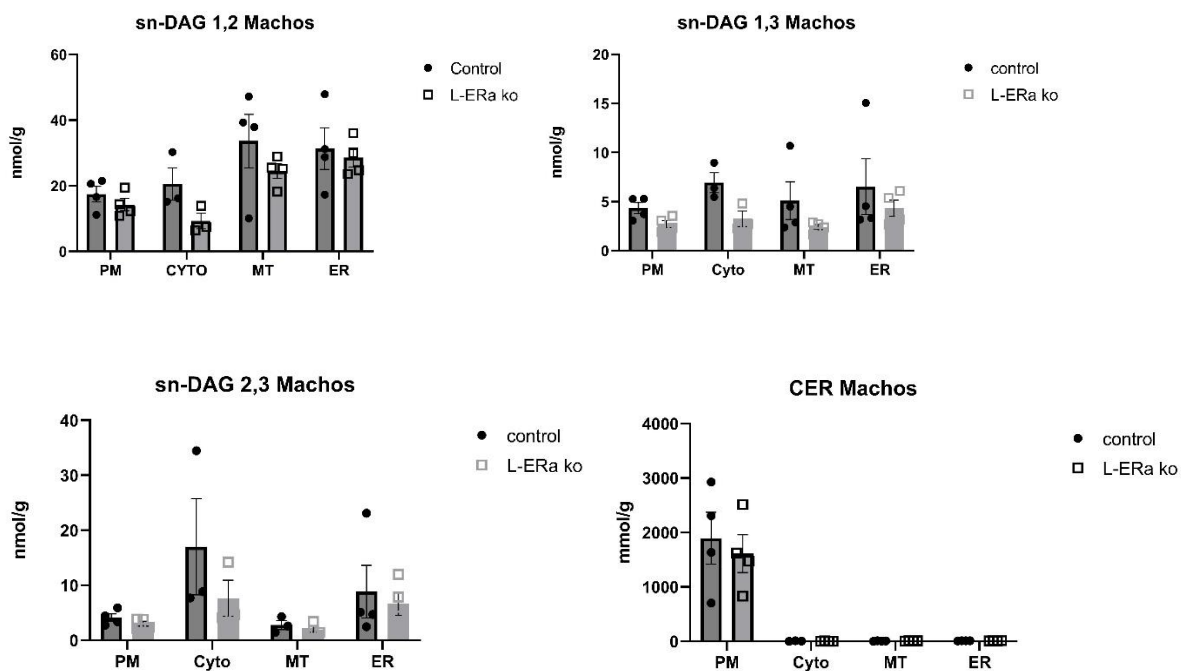 sn-DAG 1,2 Machos
60
40
20
0
nmol/g
PM CYTO MT ER
Control
L-ERa ko
sn-DAG 1,3 Machos
20
15
10
5
0
nmol/g
PM Cyto MT ER
control
L-ERa ko
sn-DAG 2,3 Machos
40
30
20
10
0
nmol/g
PM Cyto MT ER
control
L-ERa ko
CER Machos
4000
3000
2000
1000
0
mmol/g
PM Cyto MT ER
control
L-ERa ko